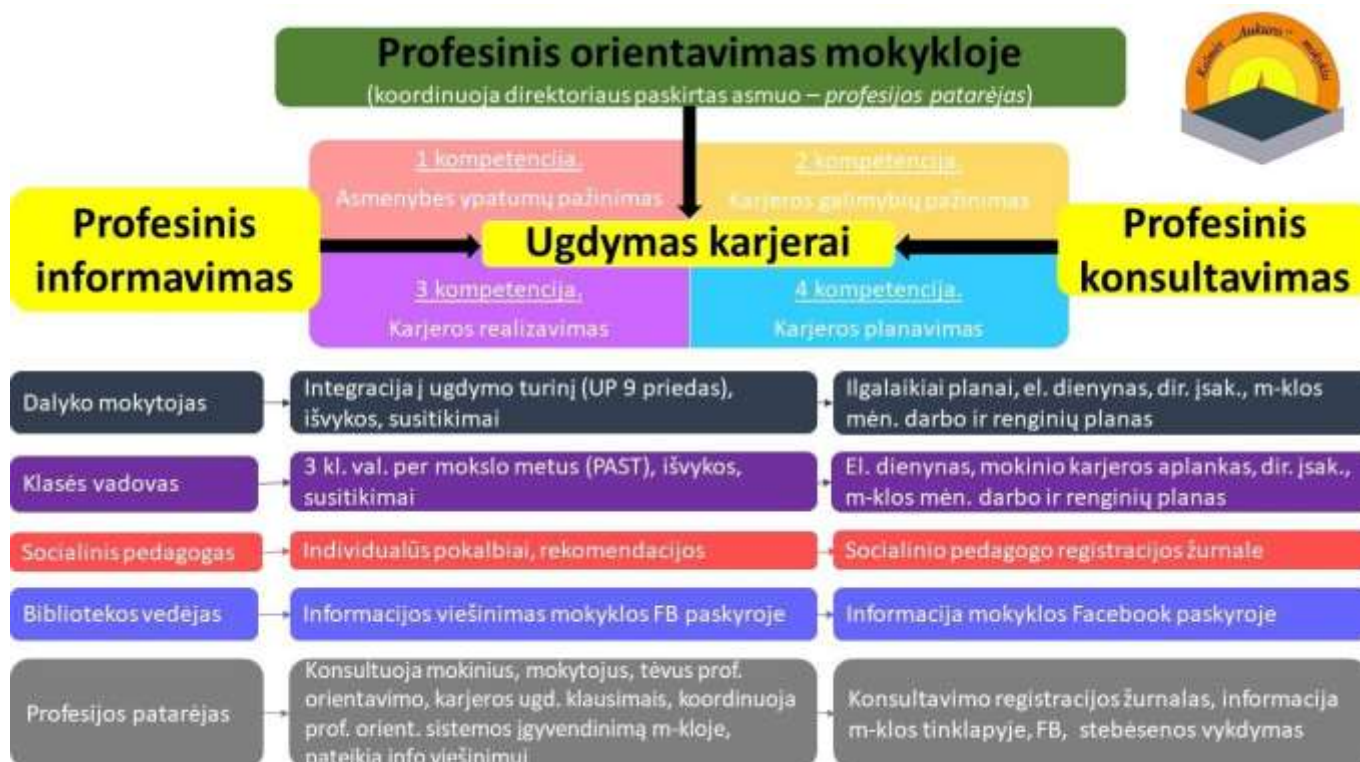 Profesinis orientavimas mokykloje
(koordinuoja direktoriaus paskirtas asmuo – profesijos patarėjas)
Kelmės „Aukuro“ mokykla
1 kompetencija.
Asmenybės ypatumų pažinimas
2 kompetencija.
Karjeros galimybių pažinimas
Profesinis
informavimas
Ugdymas karjerai
Profesinis
konsultavimas
3 kompetencija.
Karjeros realizavimas
4 kompetencija.
Karjeros planavimas
Dalyko mokytojas
Integracija į ugdymo turinį (UP 9 priedas),
išvykos, susitikimai
Ilgalaikiai planai, el. dienynas, dir. įsak., m-klos
mėn. darbo ir renginių planas
Klasės vadovas
3 kl. val. per mokslo metus (PAST), išvykos,
susitikimai
El. dienynas, mokinio karjeros aplankas, dir. įsak.,
m-klos mėn. darbo ir renginių planas
Socialinis pedagogas
Individualūs pokalbiai, rekomendacijos
Socialinio pedagogo registracijos žurnale
Bibliotekos vedėjas
Informacijos viešinimas mokyklos FB paskyroje
Informacija mokyklos Facebook paskyroje
Profesijos patarėjas
Konsultuoja mokinius, mokytojus, tėvus prof.
orientavimo, karjeros ugd. klausimais, koordinuoja
prof. orient. sistemos įgyvendinimą m-kloje,
pateikia info viešinimui
Konsultavimo registracijos žurnalas, informacija
m-klos tinklapyje, FB, stebėsenos vykdymas